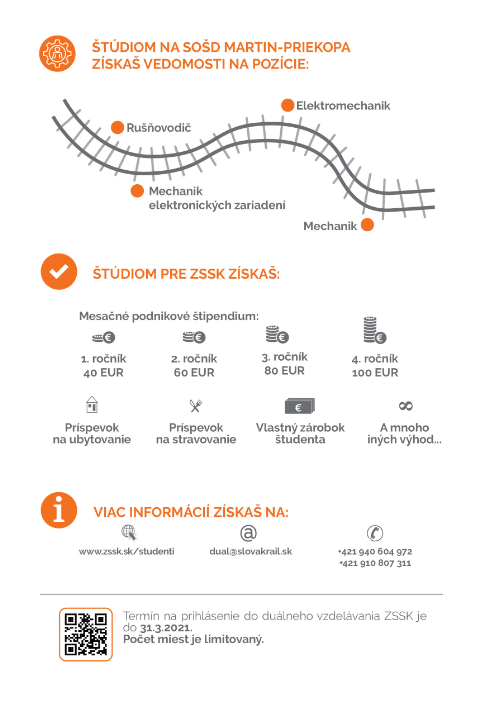 ŠTÚDIOM NA SOŠD MARTIN-PRIEKOPA
ZÍSKAŠ VEDOMOSTI NA POZÍCIE:
Elektromechanik
Rušňovodič
Mechanik
elektronických zariadení
Mechanik
ŠTÚDIOM PRE ZSSK ZÍSKAŠ:
Mesačné podnikové štipendium:
1. ročník
40 EUR
2. ročník
60 EUR
3. ročník
80 EUR
4. ročník
100 EUR
Príspevok
na ubytovanie
Príspevok
na stravovanie
Vlastný zárobok
študenta
A mnoho
iných výhod...
VIAC INFORMÁCIÍ ZÍSKAŠ NA:
www.zssk.sk/studenti
dual@slovakrail.sk
+421 940 604 972
+421 910 807 311
Termín na prihlásenie do duálneho vzdelávania ZSSK je
do 31.3.2021.
Počet miest je limitovaný.